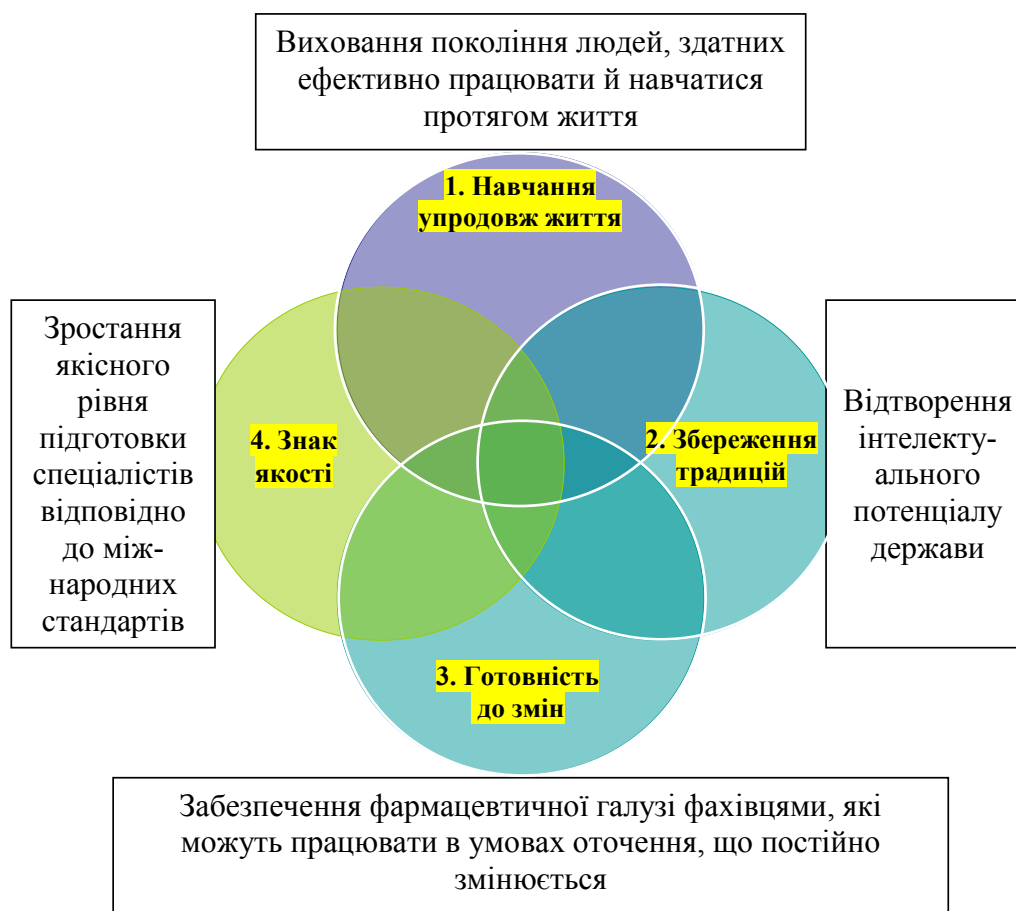 Виховання покоління людей, здатних
ефективно працювати й навчатися
протягом життя
1. Навчання
упродовж життя
Зростання
якісного
рівня
підготовки
спеціалістів
відповідно
до між-
народних
стандартів
4. Знак
якості
2. Збереження
традицій
Відтворення
інтелекту-
ального
потенціалу
держави
3. Готовність
до змін
Забезпечення фармацевтичної галузі фахівцями, які
можуть працювати в умовах оточення, що постійно
змінюється